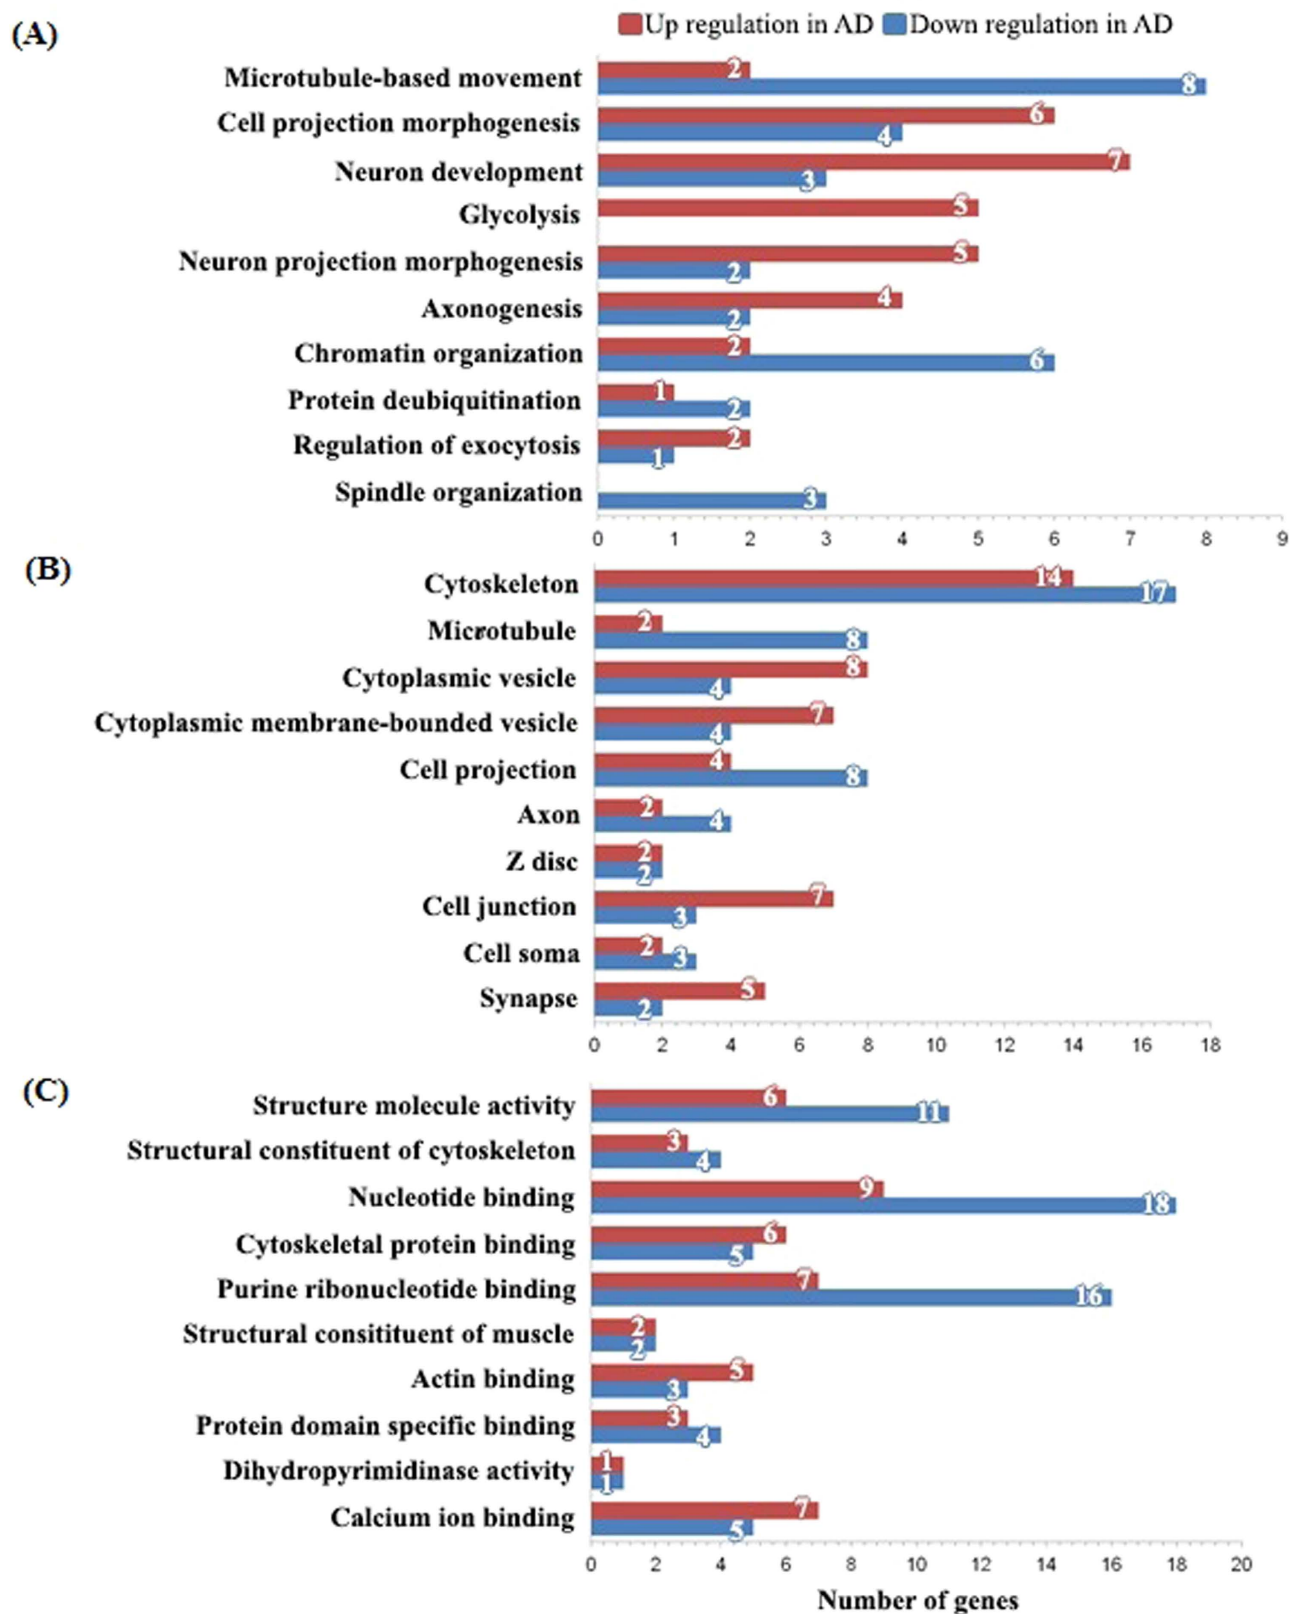 (A)
Up regulation in AD Down regulation in AD
Microtubule-based movement 2 8
Cell projection morphogenesis 6 4
Neuron development 7 3
Glycolysis 5
Neuron projection morphogenesis 5 2
Axonogenesis 4 2
Chromatin organization 2 6
Protein deubiquitination 1 2
Regulation of exocytosis 2 1
Spindle organization 3
0 1 2 3 4 5 6 7 8 9
(B)
Cytoskeleton 14 17
Microtubule 2 8
Cytoplasmic vesicle 8 4
Cytoplasmic membrane-bounded vesicle 7 4
Cell projection 4 8
Axon 2 4
Z disc 2 2
Cell junction 7 3
Cell soma 2 3
Synapse 5 2
0 2 4 6 8 10 12 14 16 18
(C)
Structure molecule activity 6 11
Structural constituent of cytoskeleton 3 4
Nucleotide binding 9 18
Cytoskeletal protein binding 6 5
Purine ribonucleotide binding 7 16
Structural consitituent of muscle 2 2
Actin binding 5 3
Protein domain specific binding 3 4
Dihydropyrimidinase activity 1 1
Calcium ion binding 7 5
0 2 4 6 8 10 12 14 16 18 20
Number of genes